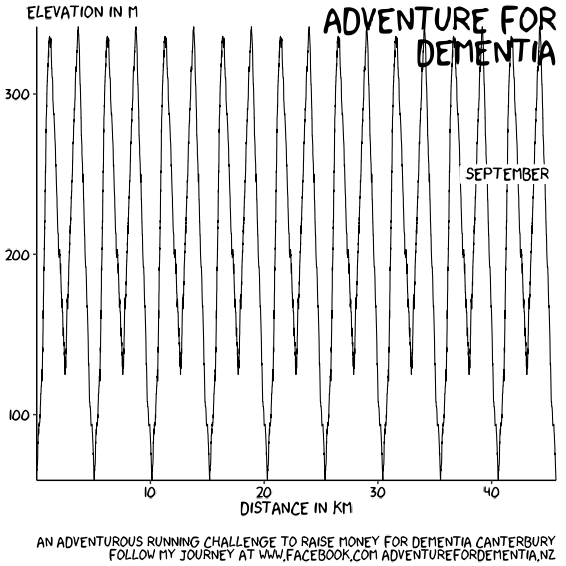 ELEVATION IN M
ADVENTURE FOR
DEMENTIA
300
SEPTEMBER
200
100
10 20 30 40
DISTANCE IN KM
AN ADVENTUROUS RUNNING CHALLENGE TO RAISE MONEY FOR DEMENTIA CANTERBURY
FOLLOW MY JOURNEY AT WWW.FACEBOOK.COM ADVENTUREFORDEMENTIA.NZ